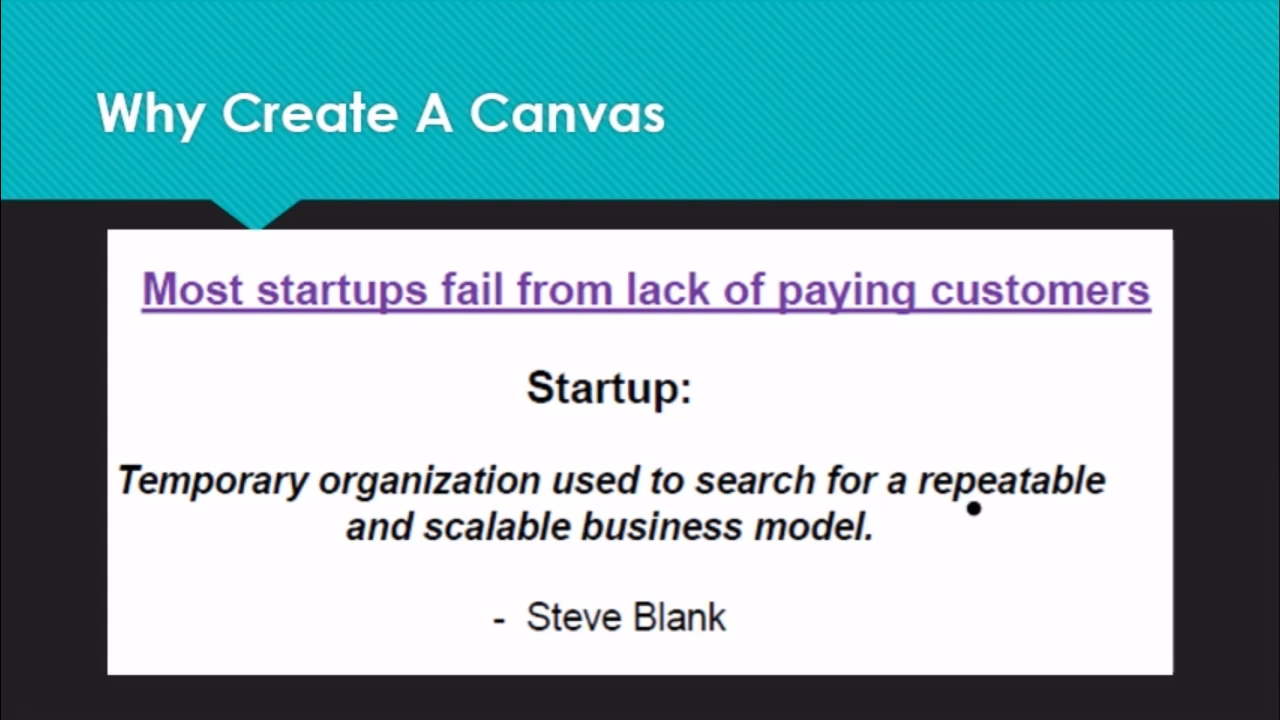 Why Create A Canvas
Most startups fail from lack of paying customers
Startup:
Temporary organization used to search for a repeatable
and scalable business model.
- Steve Blank